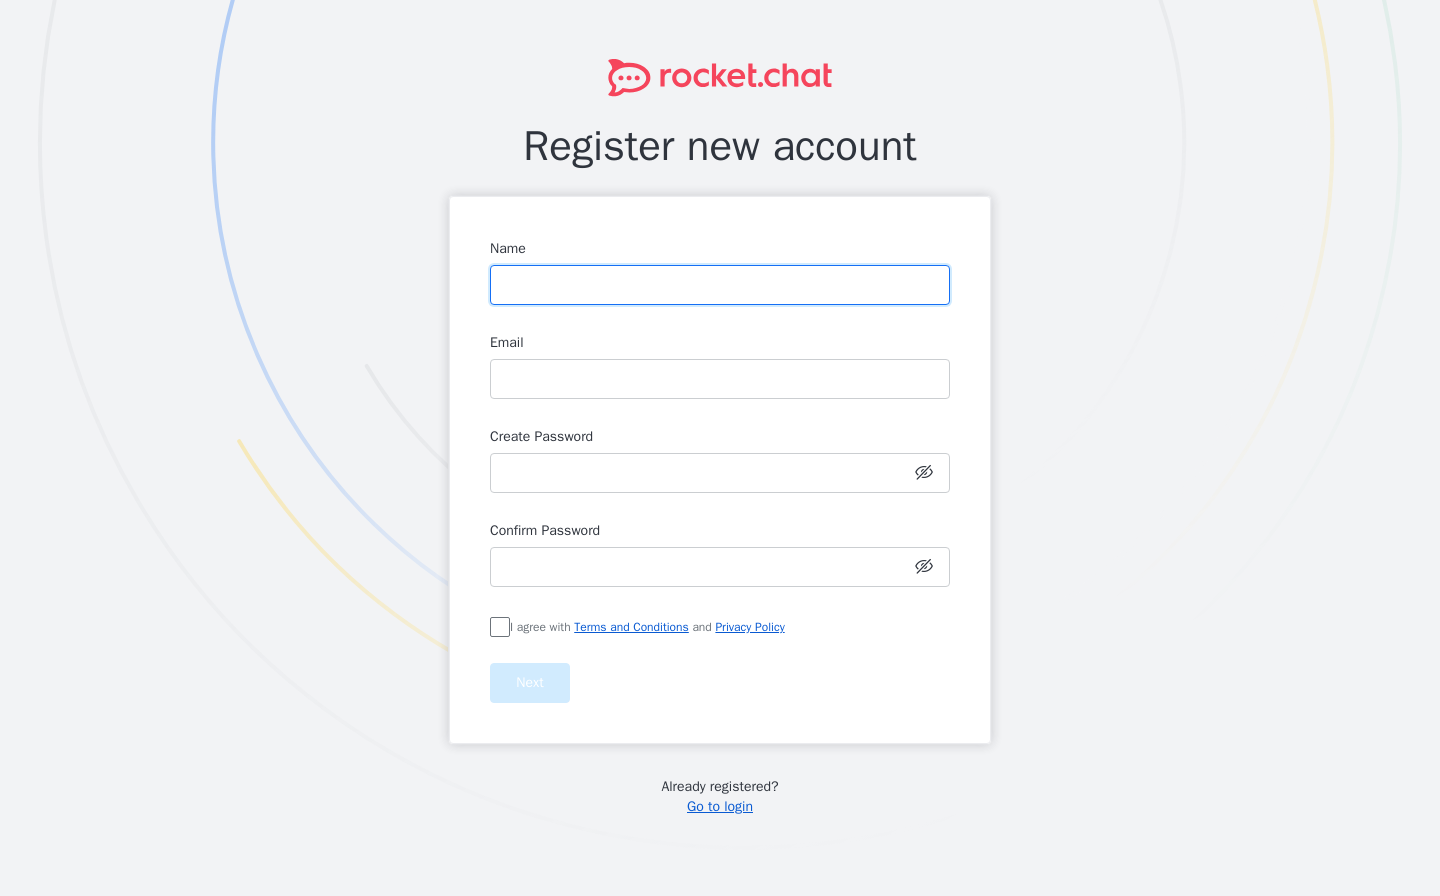 rocket.chat
Register new account
Name
Email
Create Password
Confirm Password
I agree with Terms and Conditions and Privacy Policy
Next
Already registered?
Go to login